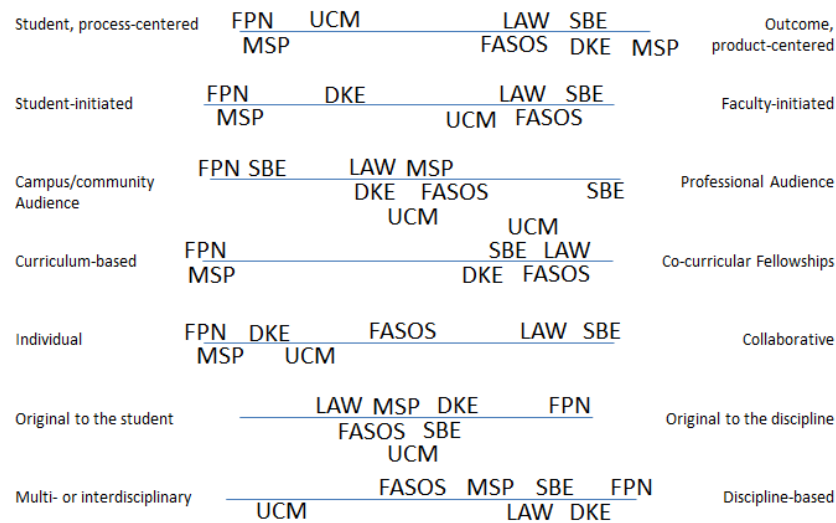 Student, process-centered FPN UCM LAW SBE Outcome,
MSP FASOS DKE MSP product-centered
Student-initiated FPN DKE LAW SBE Faculty-initiated
MSP UCM FASOS
Campus/community FPN SBE LAW MSP Professional Audience
Audience DKE FASOS SBE
UCM UCM
Curriculum-based FPN SBE LAW Co-curricular Fellowships
MSP DKE FASOS
Individual FPN DKE FASOS LAW SBE Collaborative
MSP UCM
Original to the student LAW MSP DKE FPN Original to the discipline
FASOS SBE
UCM
Multi- or interdisciplinary FASOS MSP SBE FPN Discipline-based
UCM LAW DKE